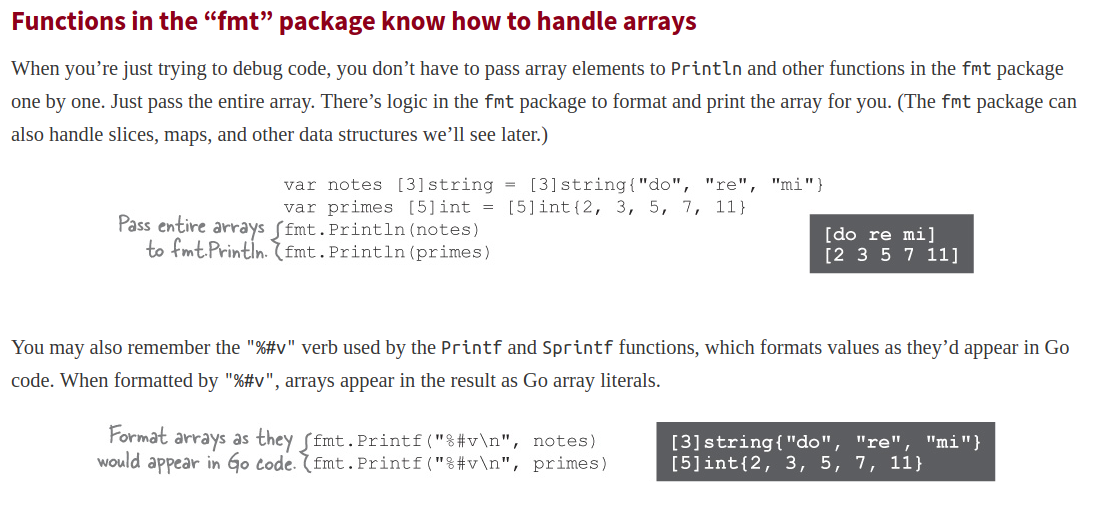 Functions in the “fmt” package know how to handle arrays
When you’re just trying to debug code, you don’t have to pass array elements to Println and other functions in the fmt package
one by one. Just pass the entire array. There’s logic in the fmt package to format and print the array for you. (The fmt package can
also handle slices, maps, and other data structures we’ll see later.)
var notes [3]string = [3]string{"do", "re", "mi"}
var primes [5]int = [5]int{2, 3, 5, 7, 11}
Pass entire arrays
to fmt.Println.
fmt.Println(notes)
fmt.Println(primes)
[do re mi]
[2 3 5 7 11]
You may also remember the "%#v" verb used by the Printf and Sprintf functions, which formats values as they’d appear in Go
code. When formatted by "%#v", arrays appear in the result as Go array literals.
Format arrays as they
would appear in Go code.
fmt.Printf("%#v\n", notes)
fmt.Printf("%#v\n", primes)
[3]string{"do", "re", "mi"}
[5]int{2, 3, 5, 7, 11}